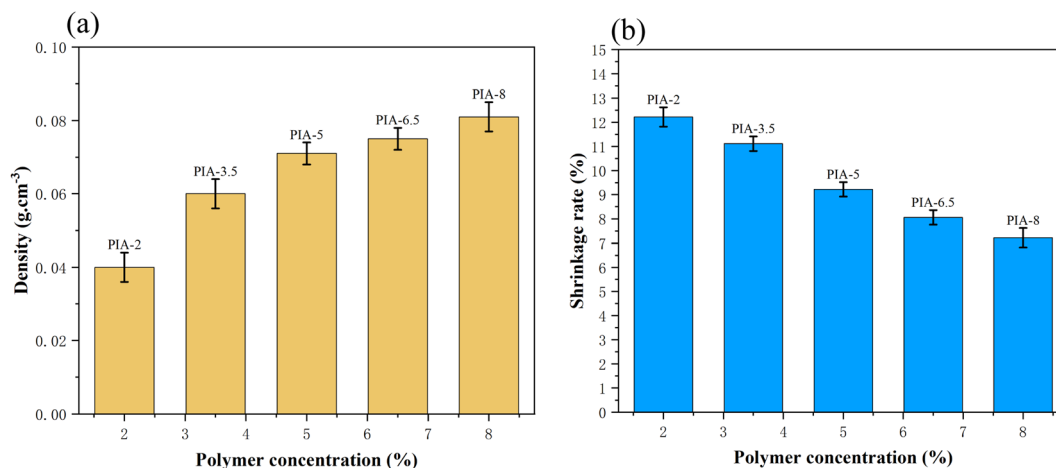 (a)
0.10
0.08
0.06
0.04
0.02
0.00
Density (g.cm⁻³)
PIA-2
PIA-3.5
PIA-5
PIA-6.5
PIA-8
2 3 4 5 6 7 8
Polymer concentration (%)
(b)
15
14
13
12
11
10
9
8
7
6
5
4
3
2
1
0
Shrinkage rate (%)
PIA-2
PIA-3.5
PIA-5
PIA-6.5
PIA-8
2 3 4 5 6 7 8
Polymer concentration (%)